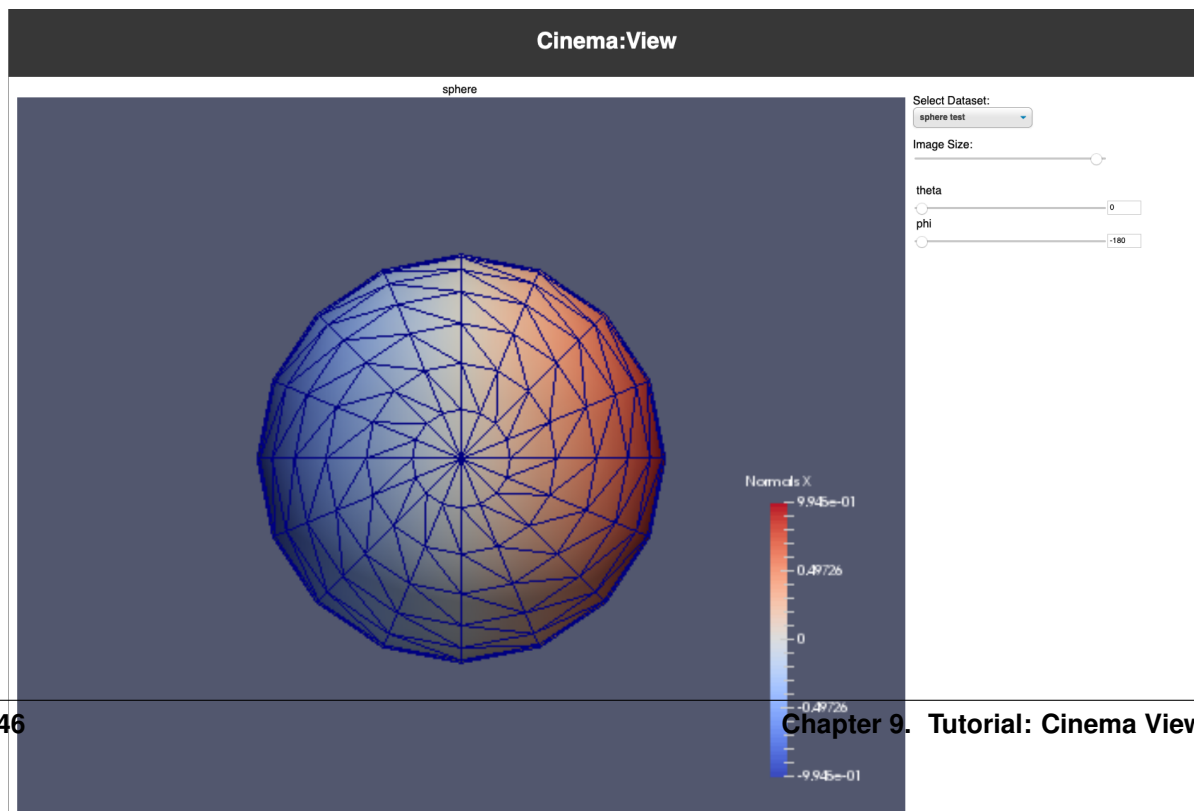 Cinema:View
sphere
Select Dataset:
sphere test
Image Size:
theta
0
phi
-180
Normals X
9.945e-01
0.49726
0
-0.49726
-9.945e-01
46
Chapter 9. Tutorial: Cinema View